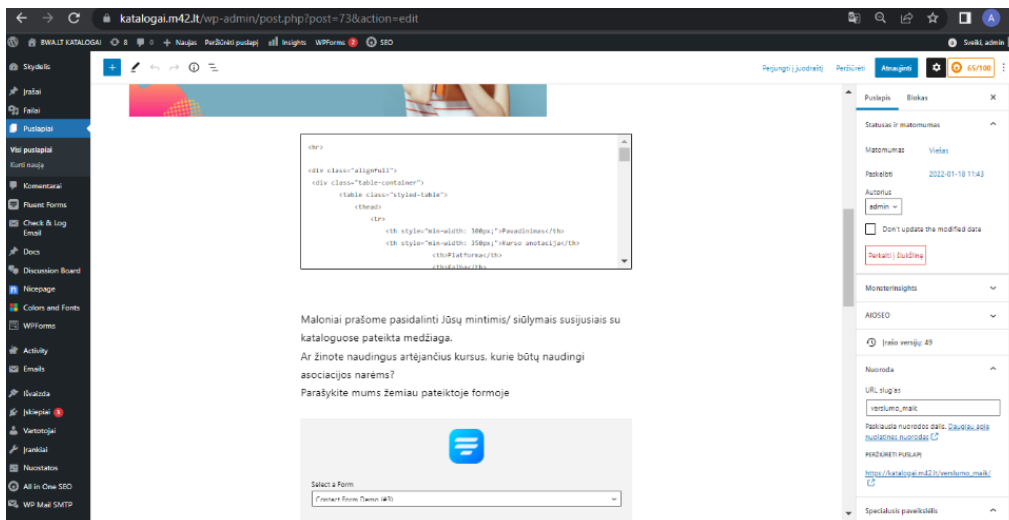 katalogai.m42.lt/wp-admin/post.php?post=73&action=edit
A
BWA.LT KATALOGAI 8 0 + Naujas Peržiūrėti puslapį Insights WPForms 2 SEO Sveiki, admin
Skydelis
Įrašai
Failai
Puslapiai
Visi puslapiai
Kurti naują
Komentarai
Fluent Forms
Check & Log
Email
Docs
Discussion Board
Nicepage
Colors and Fonts
WPForms
Activity
Emails
Išvaizda
Įskiepiai 3
Vartotojai
Įrankiai
Nuostatos
All in One SEO
WP Mail SMTP
Perjungti į juodraštį Peržiūrėti Atnaujinti 65/100
<hr>
<div class="alignfull">
<div class="table-container">
<table class="styled-table">
<thead>
<tr>
<th style="min-width: 300px;">Pavadinimas</th>
<th style="min-width: 350px;">Kurso anotacija</th>
<th>Platforma</th>
<th>Kalba</th>
Maloniai prašome pasidalinti Jūsų mintimis/ siūlymais susijusiais su
kataloguose pateikta medžiaga.
Ar žinote naudingus artėjančius kursus, kurie būtų naudingi
asociacijos narėms?
Parašykite mums žemiau pateiktoje formoje
Select a Form
Contact Form Demo (#3)
Puslapis Blokas
Statusas ir matomumas
Matomumas Viešas
Paskelbti 2022-01-18 11:43
Autorius
admin
Don't update the modified date
Perkelti į šiukšlinę
MonsterInsights
AIOSEO
Įrašo versijų: 49
Nuoroda
URL slug'as
verslumo_maik
Paskiausia nuorodos dalis. Daugiau apie
nuolatines nuorodas
PERŽIŪRĖTI PUSLAPĮ
https://katalogai.m42.lt/verslumo_maik/
Specialusis paveikslėlis